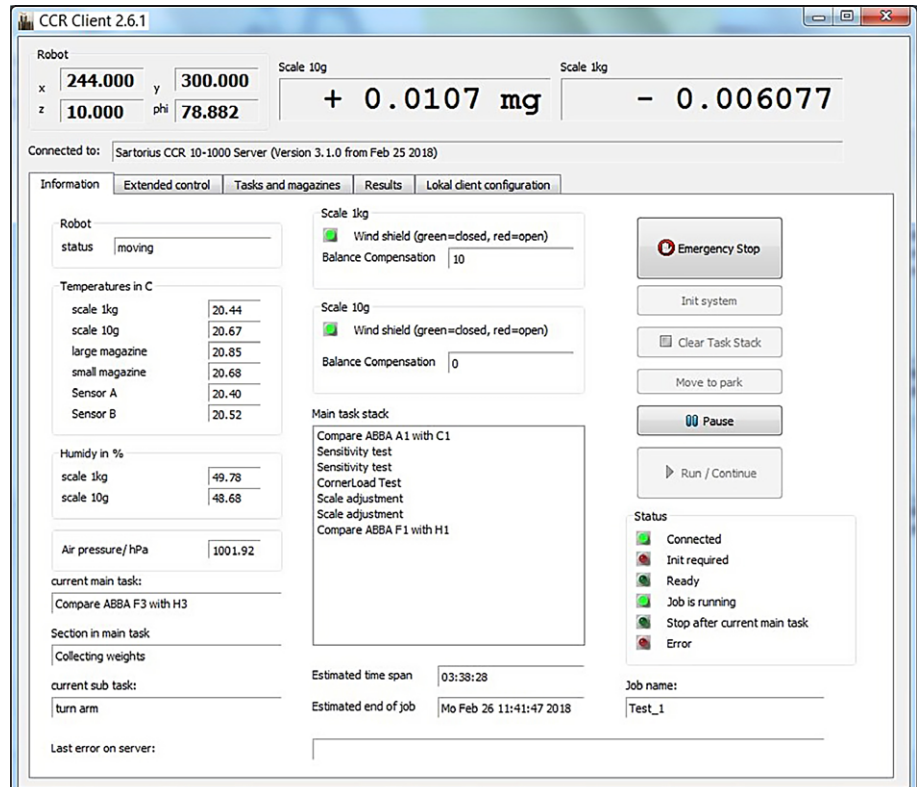 CCR Client 2.6.1
Robot
x 244.000 y 300.000
z 10.000 phi 78.882
Scale 10g
+ 0.0107 mg
Scale 1kg
- 0.006077
Connected to: Sartorius CCR 10-1000 Server (Version 3.1.0 from Feb 25 2018)
Information Extended control Tasks and magazines Results Lokal client configuration
Robot
status moving
Temperatures in C
scale 1kg 20.44
scale 10g 20.67
large magazine 20.85
small magazine 20.68
Sensor A 20.40
Sensor B 20.52
Humidy in %
scale 1kg 49.78
scale 10g 48.68
Air pressure/ hPa 1001.92
current main task:
Compare ABBA F3 with H3
Section in main task
Collecting weights
current sub task:
turn arm
Last error on server:
Scale 1kg
Wind shield (green=closed, red=open)
Balance Compensation 10
Scale 10g
Wind shield (green=closed, red=open)
Balance Compensation 0
Main task stack
Compare ABBA A1 with C1
Sensitivity test
Sensitivity test
CornerLoad Test
Scale adjustment
Scale adjustment
Compare ABBA F1 with H1
Estimated time span 03:38:28
Estimated end of job Mo Feb 26 11:41:47 2018
Emergency Stop
Init system
Clear Task Stack
Move to park
Pause
Run / Continue
Status
Connected
Init required
Ready
Job is running
Stop after current main task
Error
Job name:
Test_1